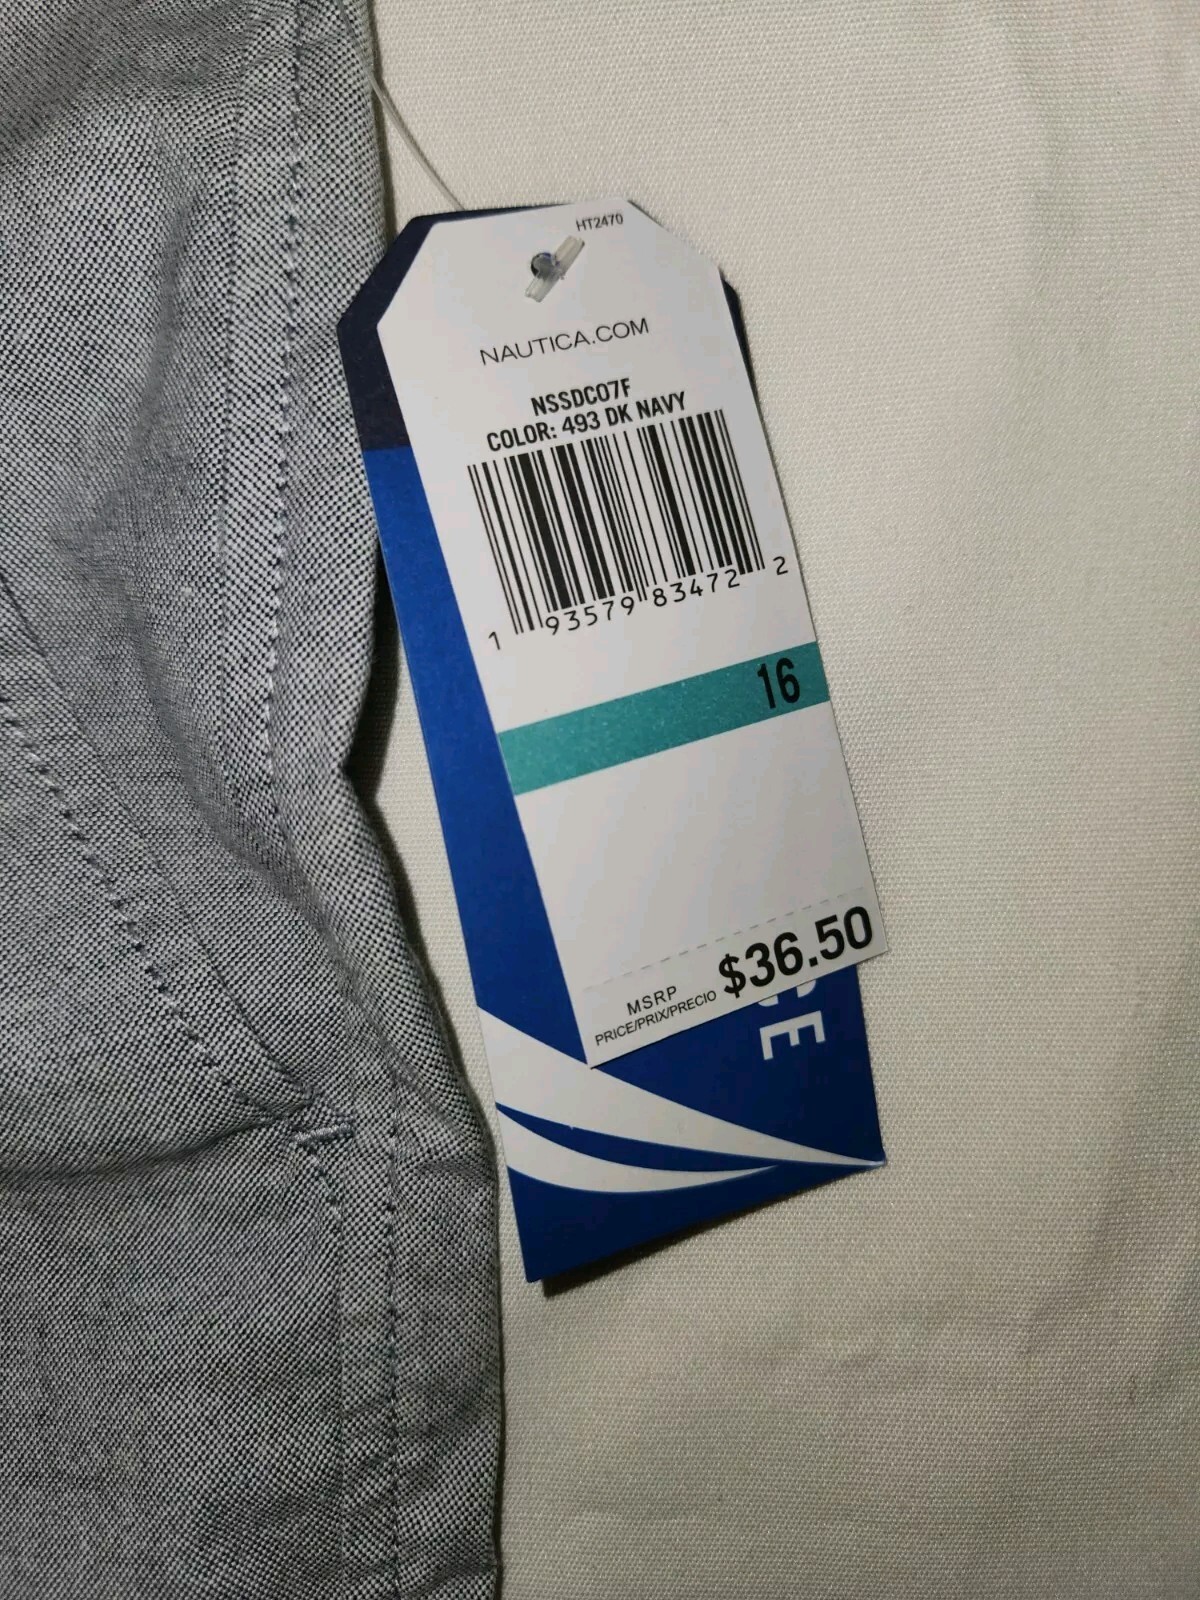 HT2470
NAUTICA.COM
NSSDC07F
COLOR: 493 DK NAVY
1 93579 83472 2
16
MSRP $36.50
PRICE/PRIX/PRECIO